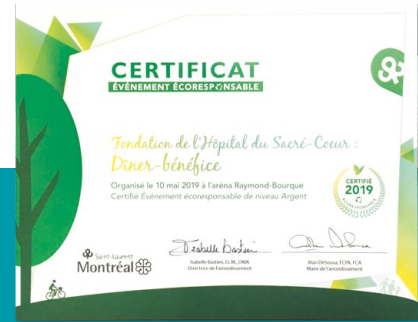 CERTIFICAT
ÉVÉNEMENT ÉCORESPONSABLE
Fondation de l'Hôpital du Sacré-Coeur :
Dîner-bénéfice
Organisé le 10 mai 2019 à l'aréna Raymond-Bourque
Certifié Événement écoresponsable de niveau Argent
CERTIFIÉ
2019
ÉCORESPONSABLE
Saint-Laurent
Montréal
Isabelle Bastien, LL.M., OMA
Directrice de l'arrondissement
Alan DeSousa, FCPA, FCA
Maire de l'arrondissement